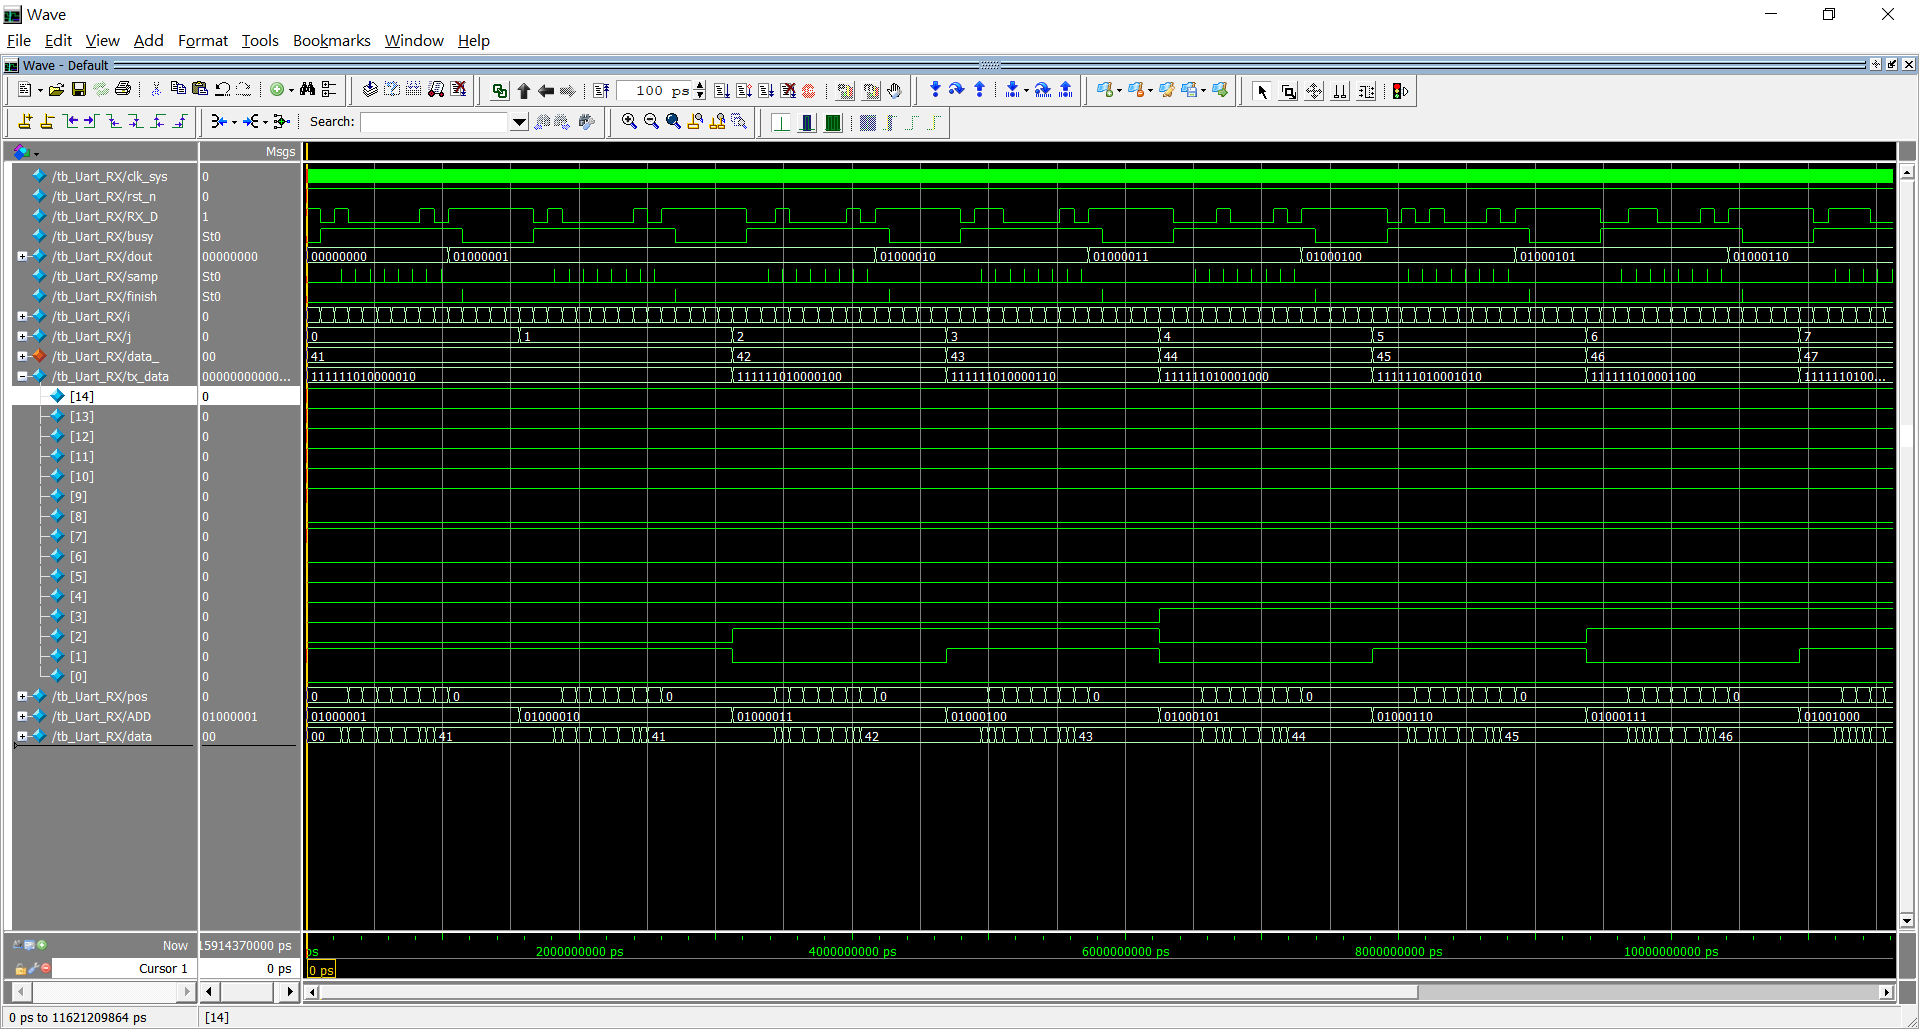 Wave
File Edit View Add Format Tools Bookmarks Window Help
Wave - Default
100 ps
Search:
Msgs
/tb_Uart_RX/clk_sys 0
/tb_Uart_RX/rst_n 0
/tb_Uart_RX/RX_D 1
/tb_Uart_RX/busy St0
/tb_Uart_RX/dout 00000000 00000000 01000001 01000010 01000011 01000100 01000101 01000110
/tb_Uart_RX/samp St0
/tb_Uart_RX/finish St0
/tb_Uart_RX/i 0
/tb_Uart_RX/j 0 0 1 2 3 4 5 6 7
/tb_Uart_RX/data_ 00 41 42 43 44 45 46 47
/tb_Uart_RX/tx_data 00000000000... 111111010000010 111111010000100 111111010000110 111111010001000 111111010001010 111111010001100 1111110100...
[14] 0
[13] 0
[12] 0
[11] 0
[10] 0
[9] 0
[8] 0
[7] 0
[6] 0
[5] 0
[4] 0
[3] 0
[2] 0
[1] 0
[0] 0
/tb_Uart_RX/pos 0 0 0 0 0 0 0 0 0
/tb_Uart_RX/ADD 01000001 01000001 01000010 01000011 01000100 01000101 01000110 01000111 01001000
/tb_Uart_RX/data 00 00 41 41 42 43 44 45 46
Now 15914370000 ps ps 2000000000 ps 4000000000 ps 6000000000 ps 8000000000 ps 10000000000 ps
Cursor 1 0 ps 0 ps
0 ps to 11621209864 ps [14]